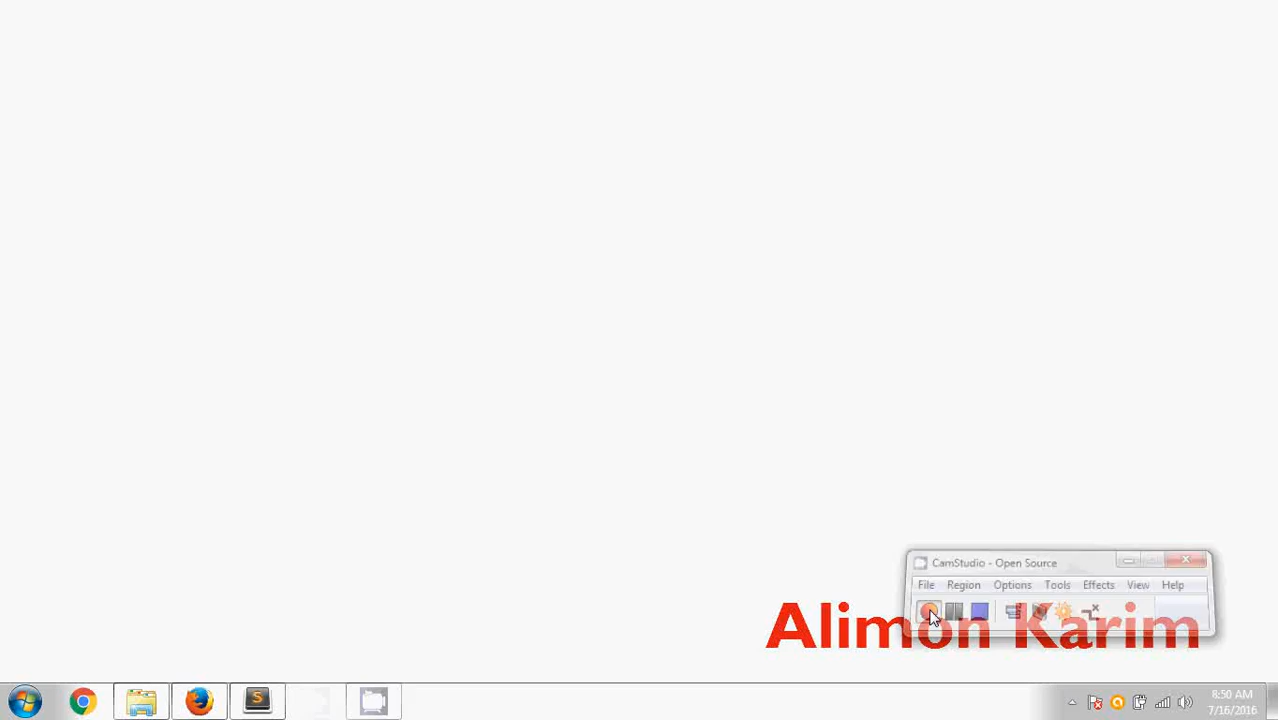 CamStudio - Open Source
File Region Options Tools Effects View Help
Alimon Karim
8:50 AM
7/16/2016